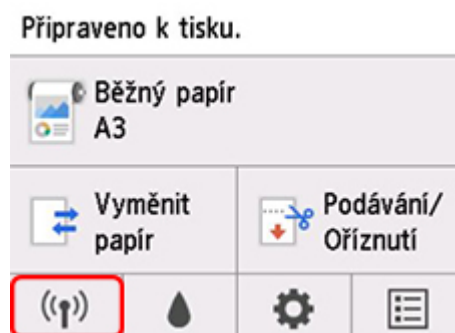 Připraveno k tisku.
Běžný papír
A3
Vyměnit
papír
Podávání/
Oříznutí